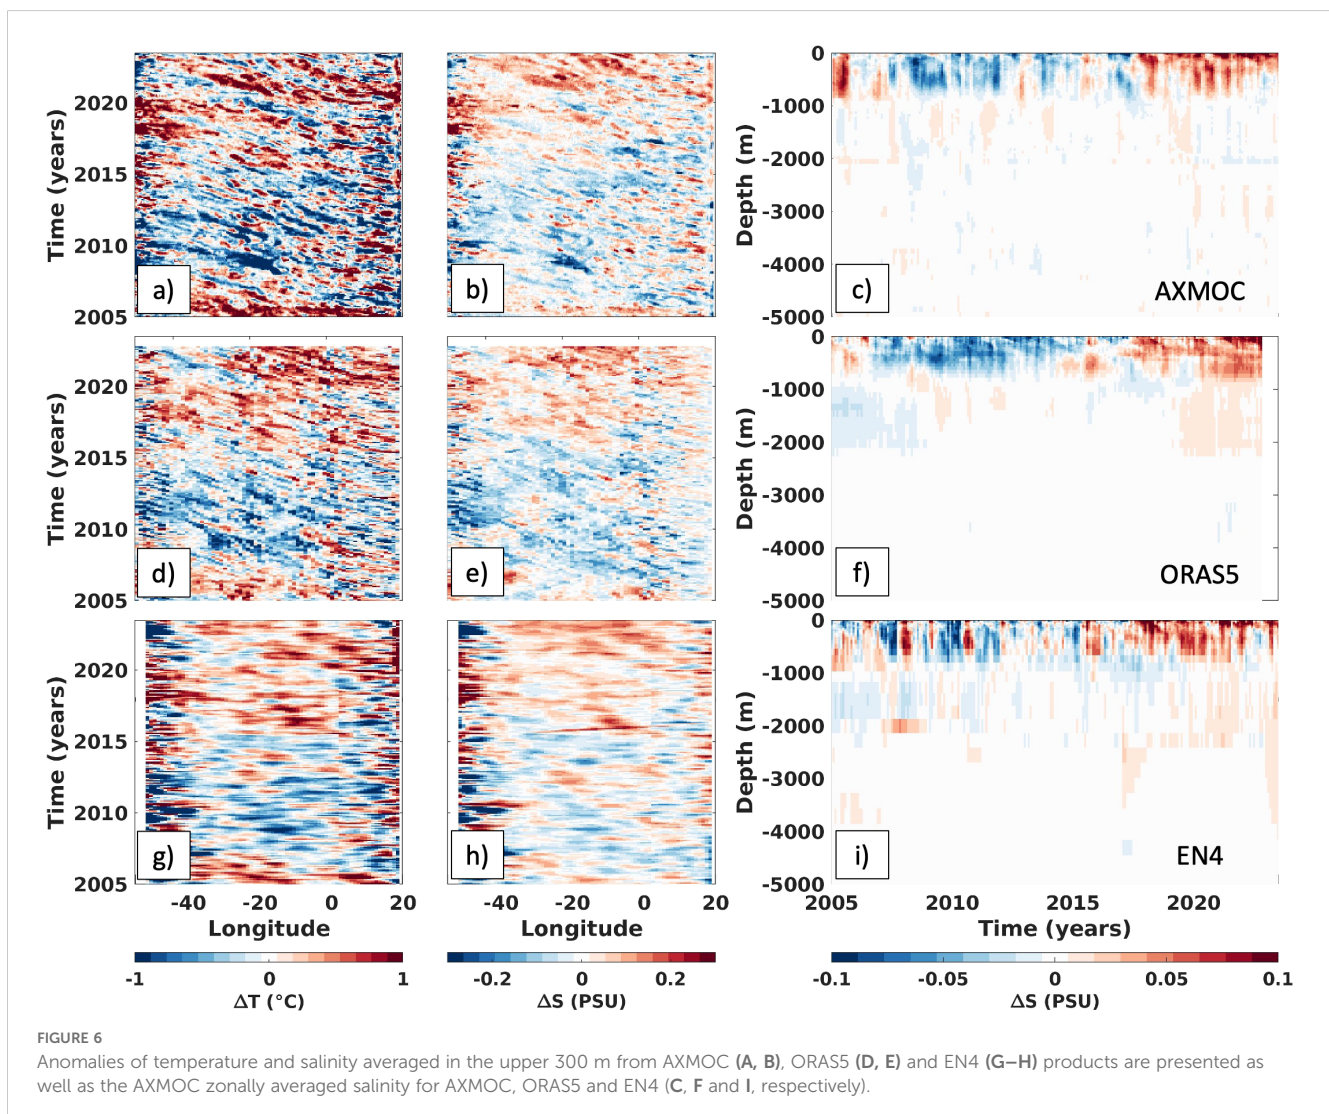 Time (years)
2020
2015
2010
2005
a)
b)
Depth (m)
0
-1000
-2000
-3000
-4000
-5000
c)
AXMOC
Time (years)
2020
2015
2010
2005
d)
e)
Depth (m)
0
-1000
-2000
-3000
-4000
-5000
f)
ORAS5
Time (years)
2020
2015
2010
2005
g)
h)
Depth (m)
0
-1000
-2000
-3000
-4000
-5000
i)
EN4
-40 -20 0 20
Longitude
-40 -20 0 20
Longitude
2005 2010 2015 2020
Time (years)
-1 0 1
ΔT (°C)
-0.2 0 0.2
ΔS (PSU)
-0.1 -0.05 0 0.05 0.1
ΔS (PSU)
FIGURE 6
Anomalies of temperature and salinity averaged in the upper 300 m from AXMOC (A, B), ORAS5 (D, E) and EN4 (G–H) products are presented as
well as the AXMOC zonally averaged salinity for AXMOC, ORAS5 and EN4 (C, F and I, respectively).